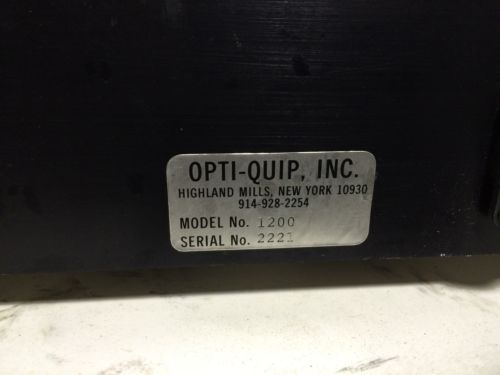 OPTI-QUIP, INC.
HIGHLAND MILLS, NEW YORK 10930
914-928-2254
MODEL No. 1200
SERIAL No. 2221